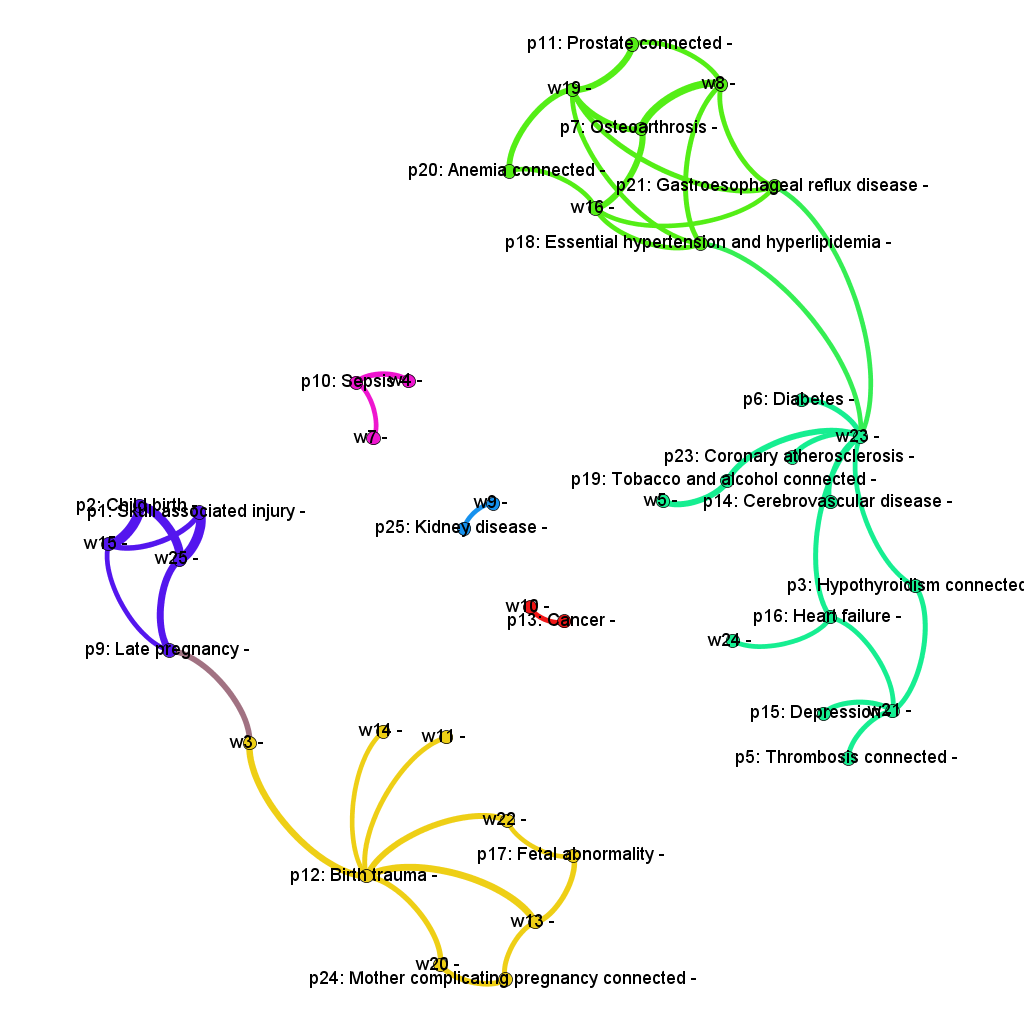 p11: Prostate connected -
w8 -
w19 -
p7: Osteoarthrosis -
p20: Anemia connected -
p21: Gastroesophageal reflux disease -
w16 -
p18: Essential hypertension and hyperlipidemia -
p10: Sepsis -
w4 -
p6: Diabetes -
w7 -
w23 -
p23: Coronary atherosclerosis -
p19: Tobacco and alcohol connected -
w5 -
p14: Cerebrovascular disease -
w9 -
p25: Kidney disease -
p2: Child birth -
p1: Skull associated injury -
w15 -
w25 -
p3: Hypothyroidism connected
w10 -
p13: Cancer -
p16: Heart failure -
w24 -
p9: Late pregnancy -
p15: Depression -
w21 -
w3 -
w14 -
w11 -
p5: Thrombosis connected -
w22 -
p17: Fetal abnormality -
p12: Birth trauma -
w13 -
w20 -
p24: Mother complicating pregnancy connected -